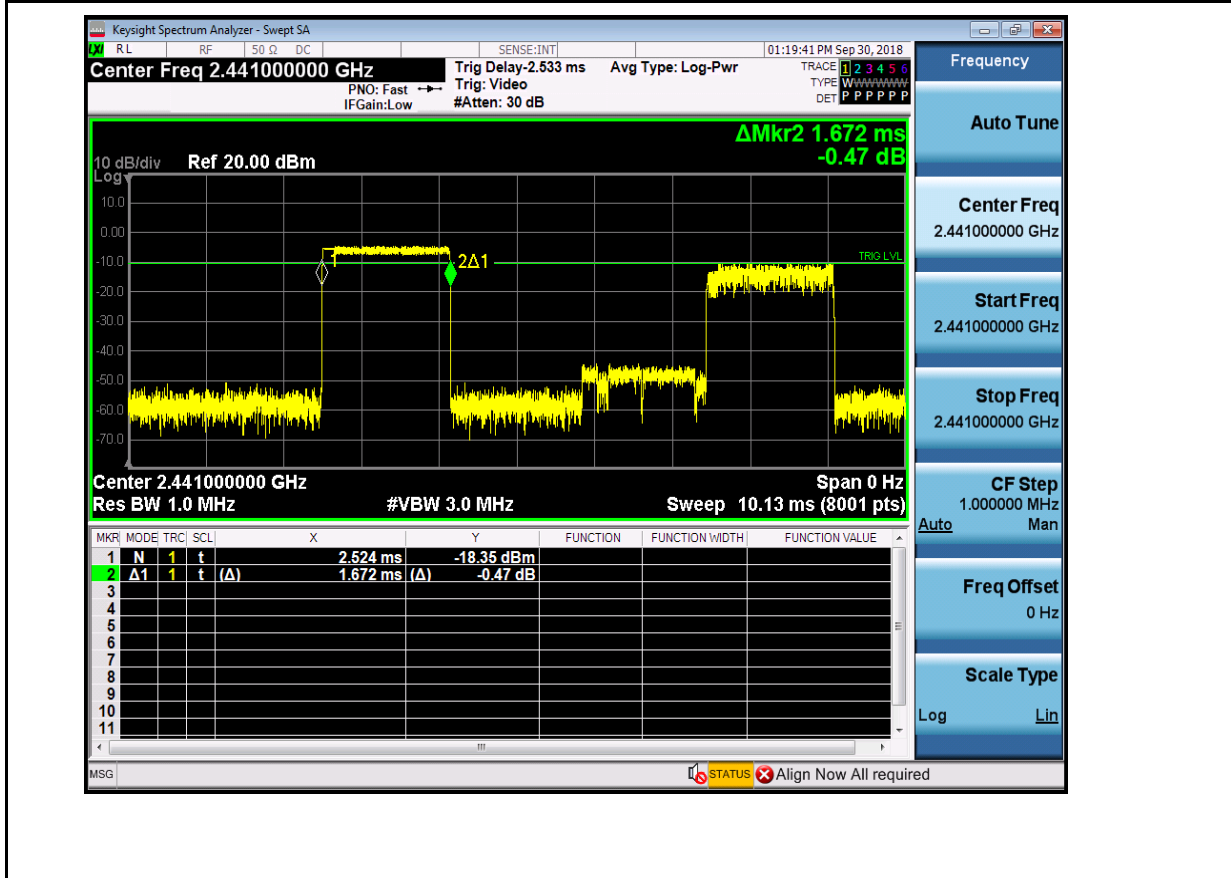 Keysight Spectrum Analyzer - Swept SA
LXI RL RF 50 Ω DC SENSE:INT 01:19:41 PM Sep 30, 2018
Center Freq 2.441000000 GHz
PNO: Fast
IFGain:Low
Trig Delay-2.533 ms
Trig: Video
#Atten: 30 dB
Avg Type: Log-Pwr
TRACE 1 2 3 4 5 6
TYPE WWWWWW
DET P P P P P P
ΔMkr2 1.672 ms
-0.47 dB
10 dB/div Ref 20.00 dBm
Log
10.0
0.00
-10.0
-20.0
-30.0
-40.0
-50.0
-60.0
-70.0
2Δ1
TRIG LVL
Center 2.441000000 GHz Span 0 Hz
Res BW 1.0 MHz #VBW 3.0 MHz Sweep 10.13 ms (8001 pts)
MKR MODE TRC SCL X Y FUNCTION FUNCTION WIDTH FUNCTION VALUE
1 N 1 t 2.524 ms -18.35 dBm
2 Δ1 1 t (Δ) 1.672 ms (Δ) -0.47 dB
3
4
5
6
7
8
9
10
11
MSG STATUS Align Now All required
Frequency
Auto Tune
Center Freq
2.441000000 GHz
Start Freq
2.441000000 GHz
Stop Freq
2.441000000 GHz
CF Step
1.000000 MHz
Auto Man
Freq Offset
0 Hz
Scale Type
Log Lin